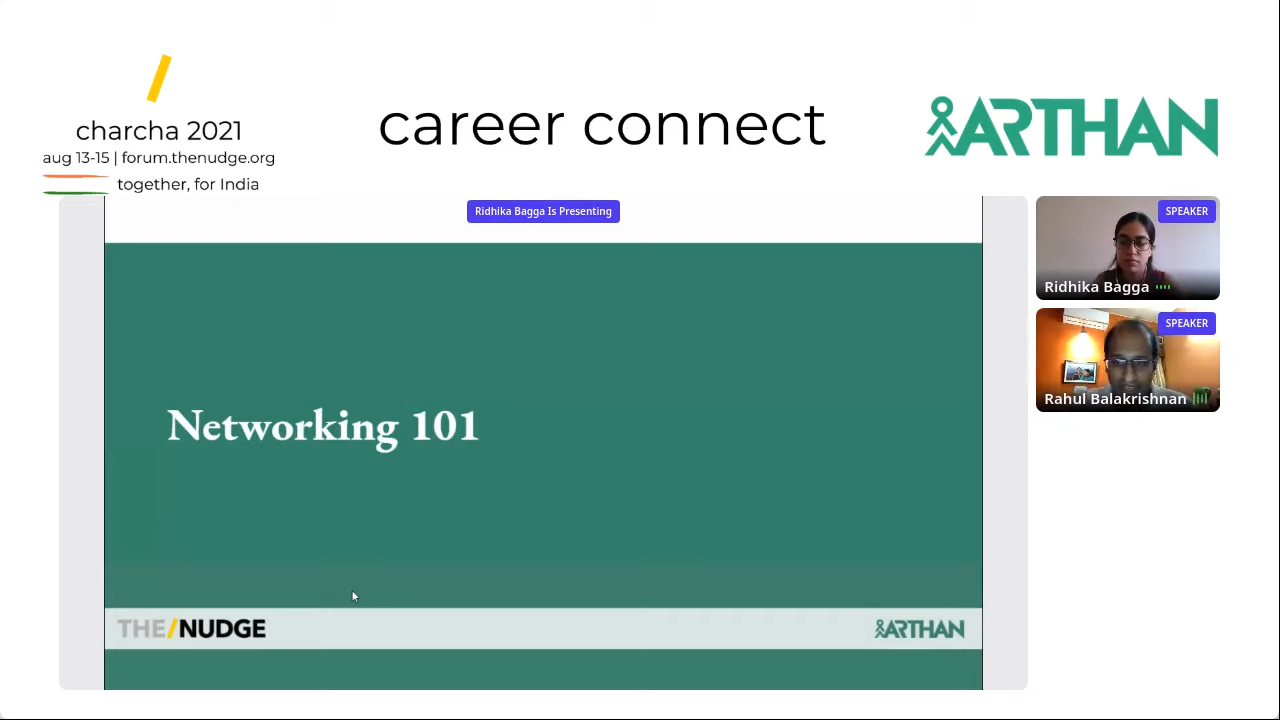 charcha 2021
aug 13-15 | forum.thenudge.org
together, for India
career connect
ARTHAN
Ridhika Bagga Is Presenting
SPEAKER
Ridhika Bagga
SPEAKER
Rahul Balakrishnan
Networking 101
THE/NUDGE
ARTHAN